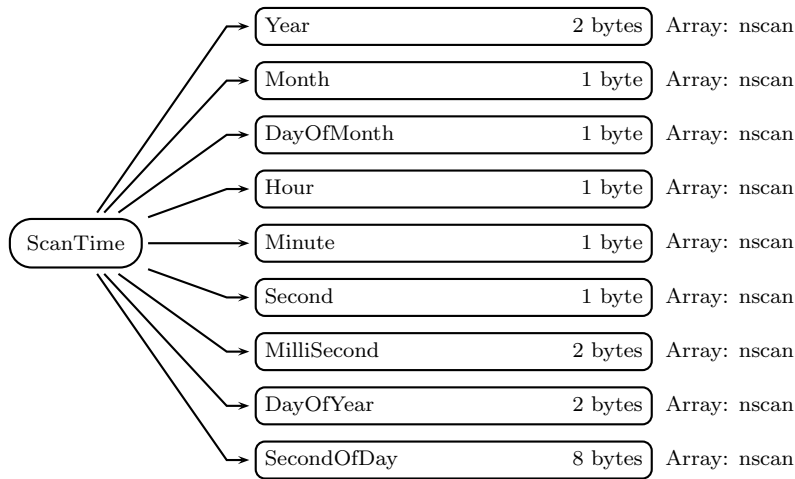 Year 2 bytes Array: nscan
Month 1 byte Array: nscan
DayOfMonth 1 byte Array: nscan
Hour 1 byte Array: nscan
ScanTime
Minute 1 byte Array: nscan
Second 1 byte Array: nscan
MilliSecond 2 bytes Array: nscan
DayOfYear 2 bytes Array: nscan
SecondOfDay 8 bytes Array: nscan